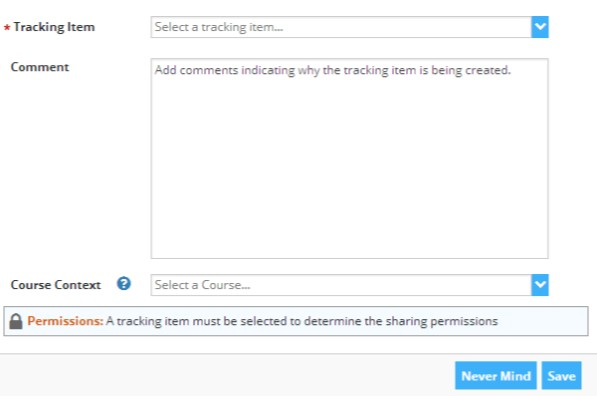 * Tracking Item
Select a tracking item...
Comment
Add comments indicating why the tracking item is being created.
Course Context ?
Select a Course...
Permissions: A tracking item must be selected to determine the sharing permissions
Never Mind
Save